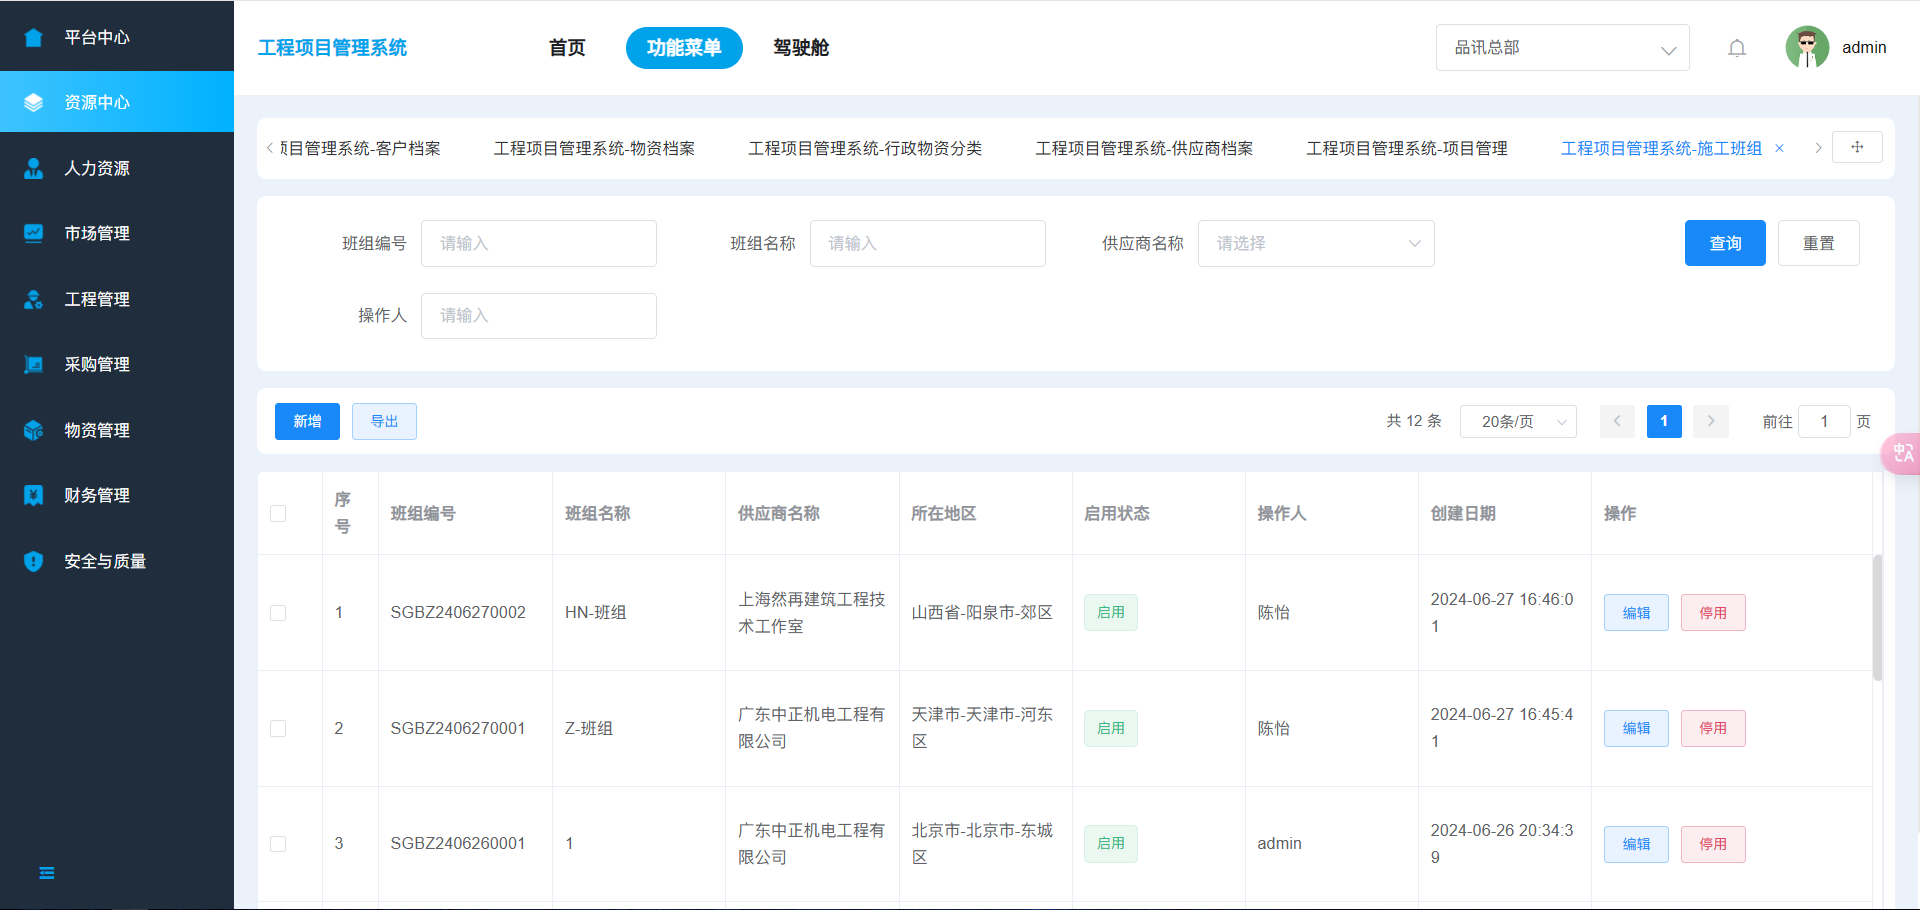 平台中心
资源中心
人力资源
市场管理
工程管理
采购管理
物资管理
财务管理
安全与质量
工程项目管理系统
首页
功能菜单
驾驶舱
品讯总部
admin
项目管理系统-客户档案
工程项目管理系统-物资档案
工程项目管理系统-行政物资分类
工程项目管理系统-供应商档案
工程项目管理系统-项目管理
工程项目管理系统-施工班组
班组编号
请输入
班组名称
请输入
供应商名称
请选择
查询
重置
操作人
请输入
新增
导出
共 12 条
20条/页
1
前往
1
页
中A
序
号
班组编号
班组名称
供应商名称
所在地区
启用状态
操作人
创建日期
操作
1
SGBZ2406270002
HN-班组
上海然再建筑工程技
术工作室
山西省-阳泉市-郊区
启用
陈怡
2024-06-27 16:46:0
1
编辑
停用
2
SGBZ2406270001
Z-班组
广东中正机电工程有
限公司
天津市-天津市-河东
区
启用
陈怡
2024-06-27 16:45:4
1
编辑
停用
3
SGBZ2406260001
1
广东中正机电工程有
限公司
北京市-北京市-东城
区
启用
admin
2024-06-26 20:34:3
9
编辑
停用